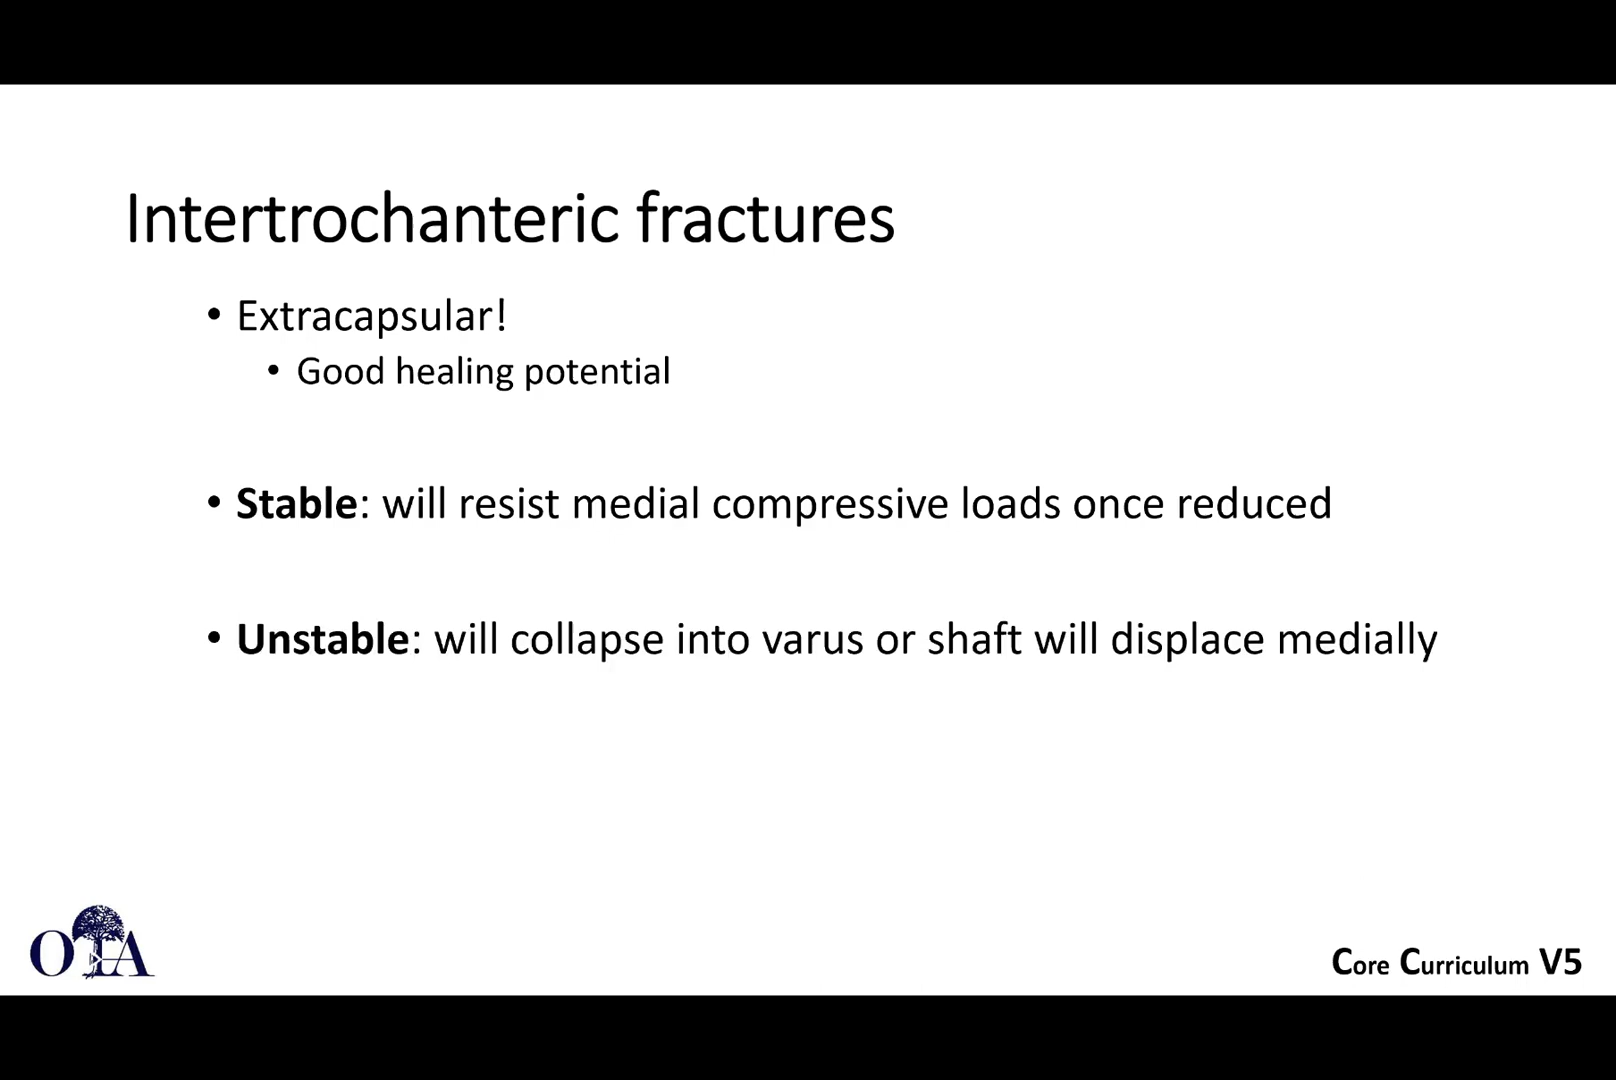 Intertrochanteric fractures
• Extracapsular!
• Good healing potential
• Stable: will resist medial compressive loads once reduced
• Unstable: will collapse into varus or shaft will displace medially
OTA
Core Curriculum V5